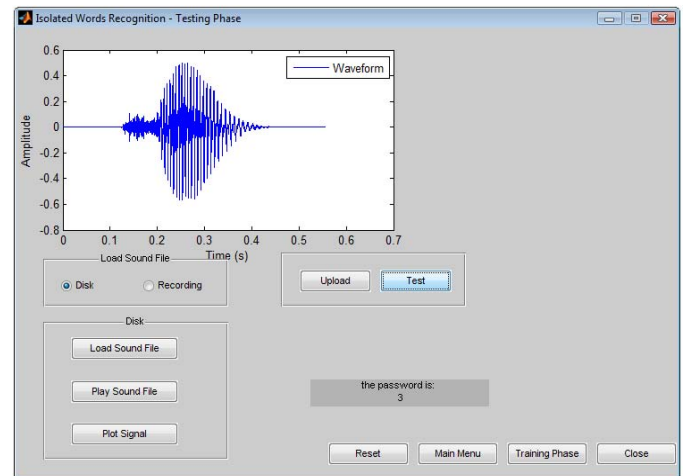 Isolated Words Recognition - Testing Phase
0.6
0.4
0.2
0
-0.2
-0.4
-0.6
-0.8
Amplitude
Waveform
0 0.1 0.2 0.3 0.4 0.5 0.6 0.7
Time (s)
Load Sound File
Disk Recording
Upload Test
Disk
Load Sound File
Play Sound File
Plot Signal
the password is:
3
Reset Main Menu Training Phase Close